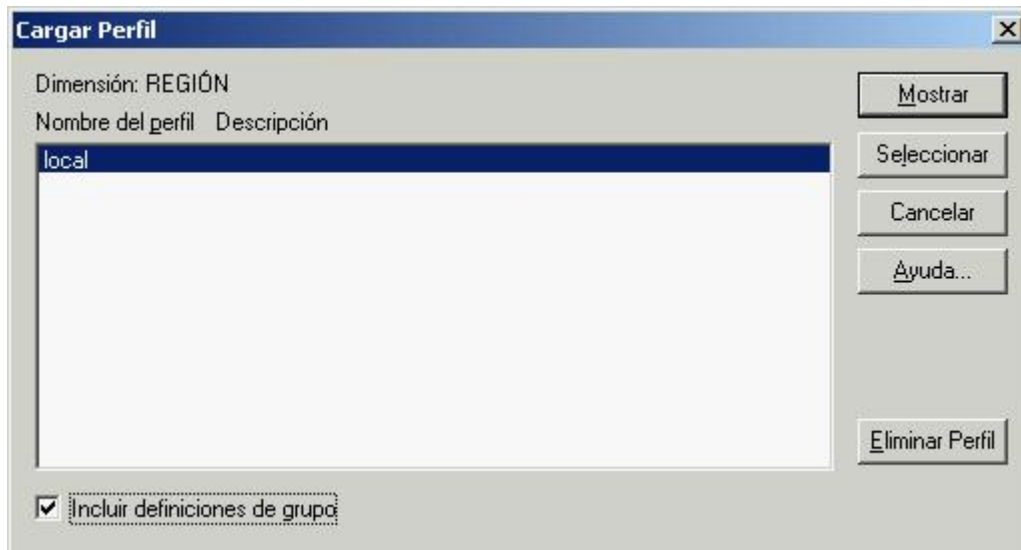 Cargar Perfil
Dimensión: REGIÓN
Nombre del perfil Descripción
local
Mostrar
Seleccionar
Cancelar
Ayuda...
Eliminar Perfil
Incluir definiciones de grupo